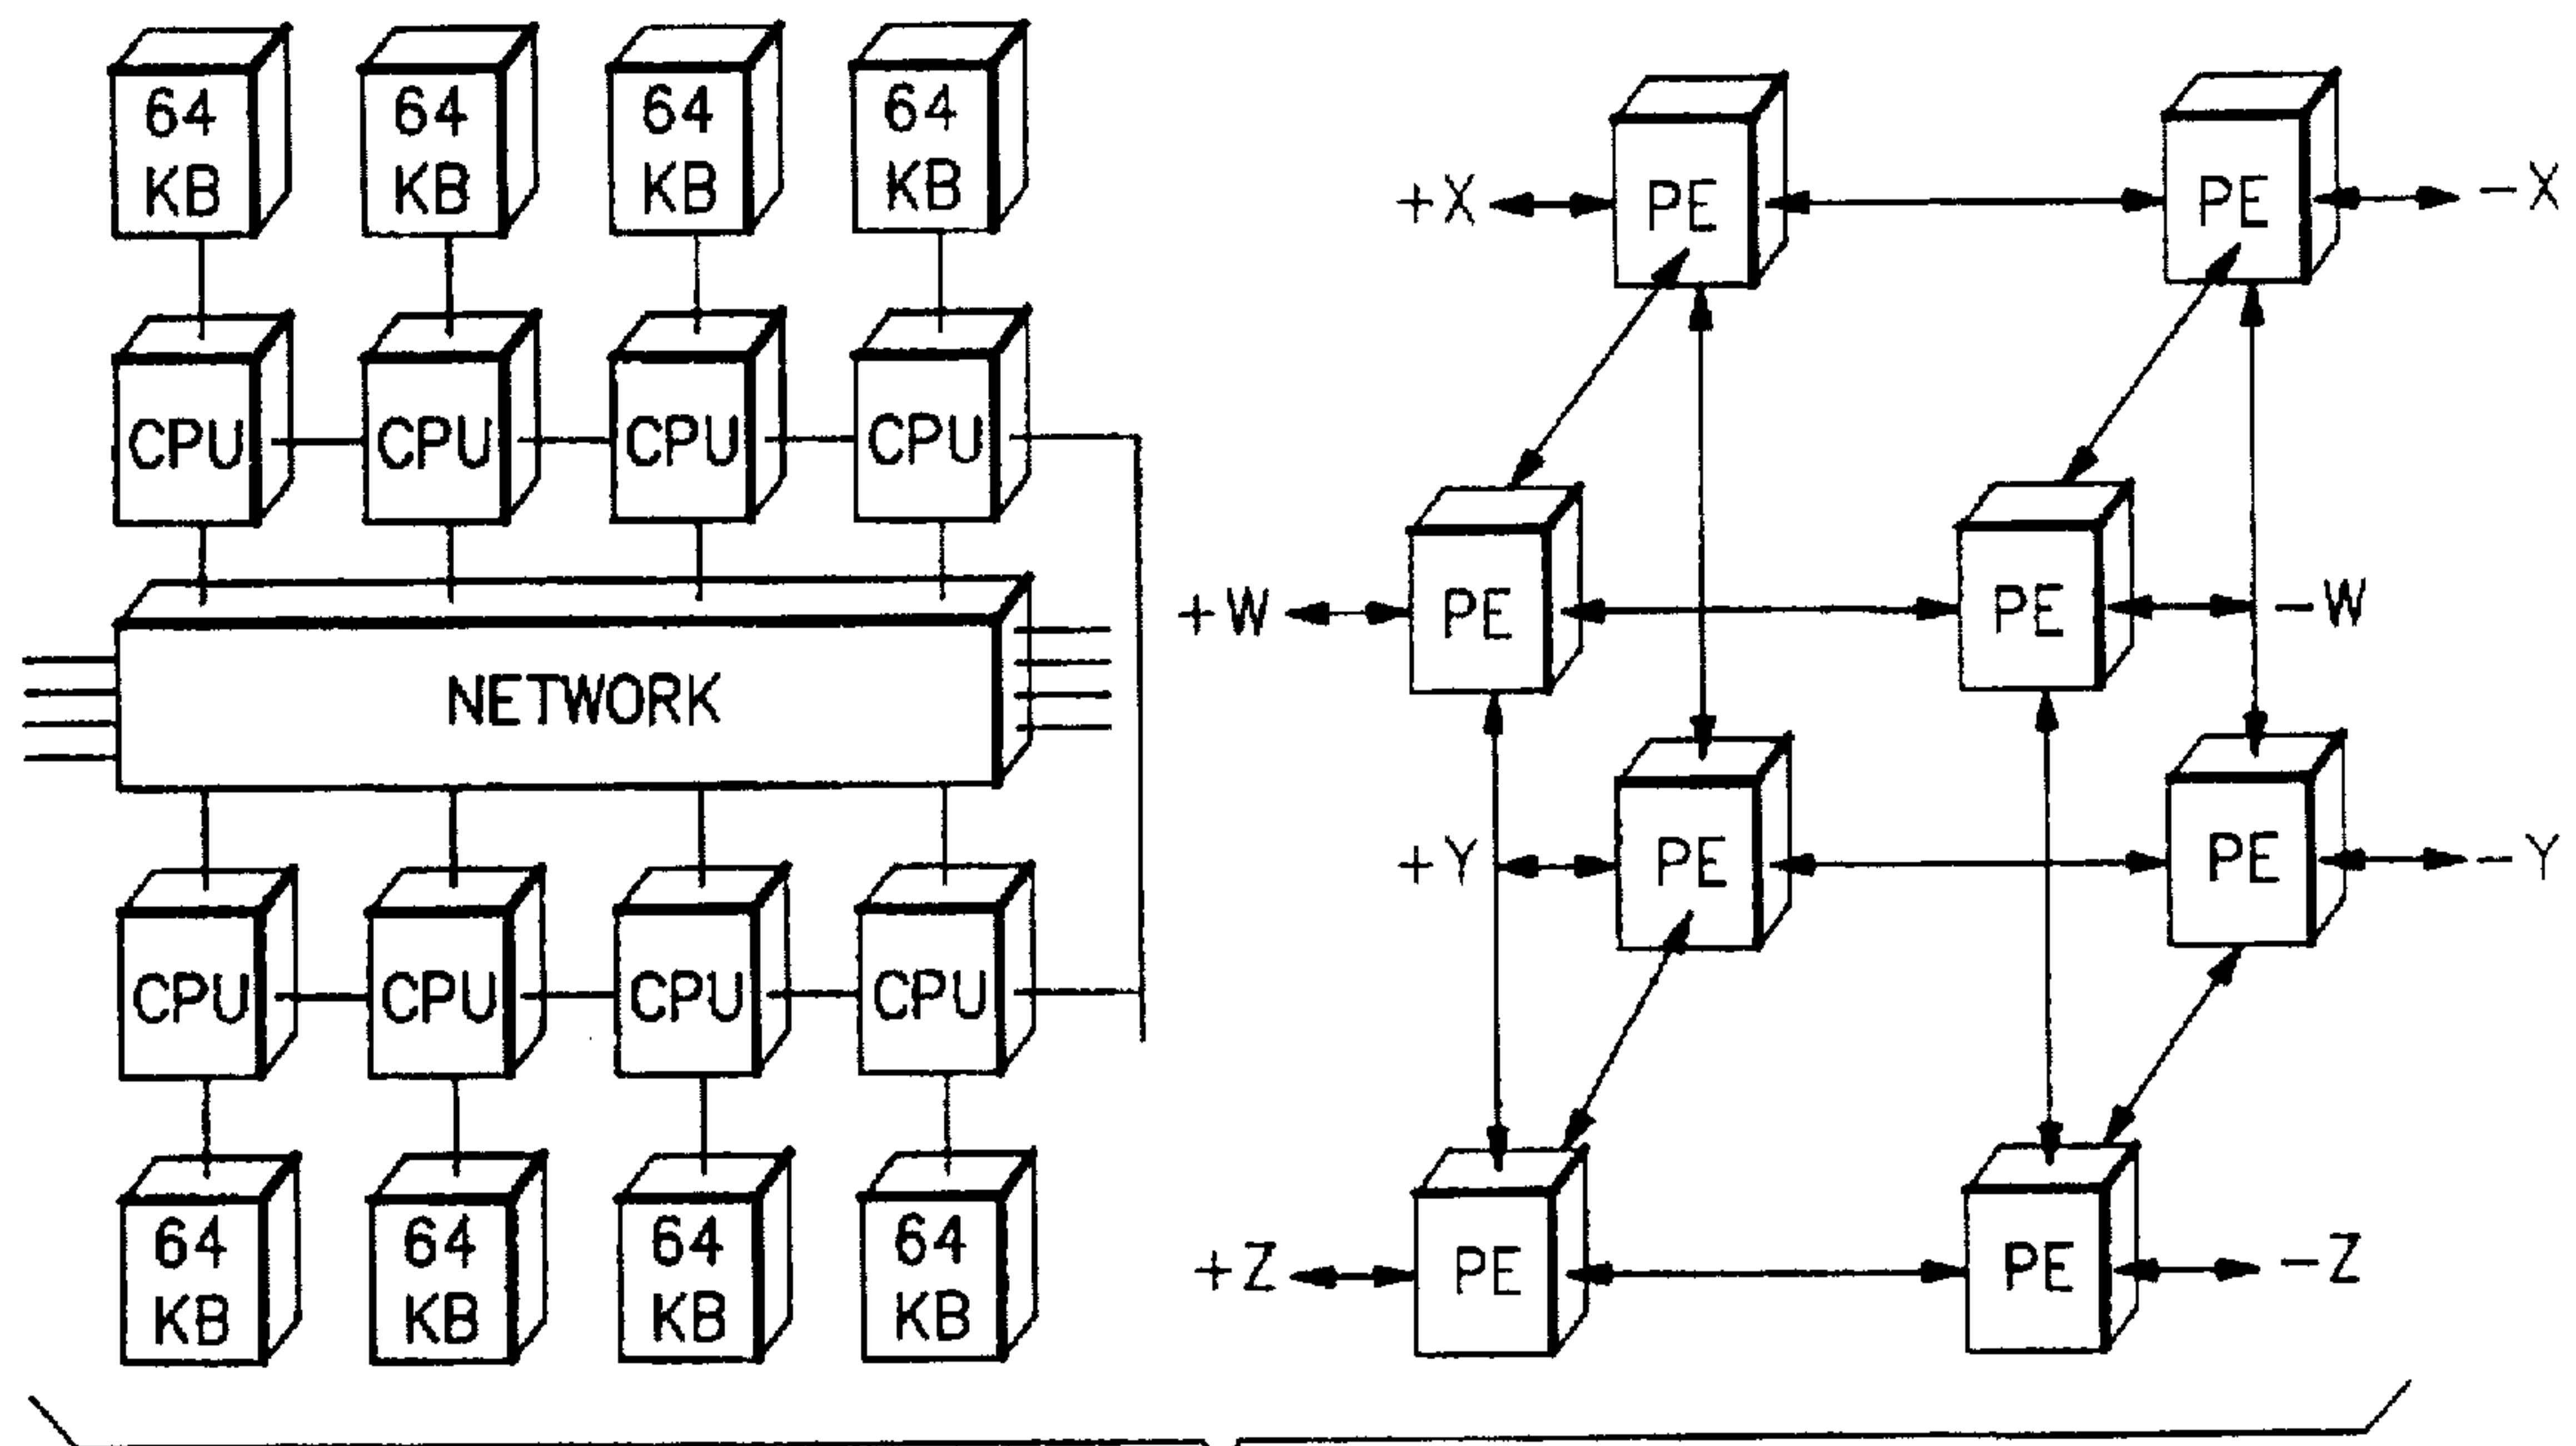 64 KB 64 KB 64 KB 64 KB
CPU CPU CPU CPU
NETWORK
CPU CPU CPU CPU
64 KB 64 KB 64 KB 64 KB
+X PE PE -X
+W PE PE -W
+Y PE PE -Y
+Z PE PE -Z